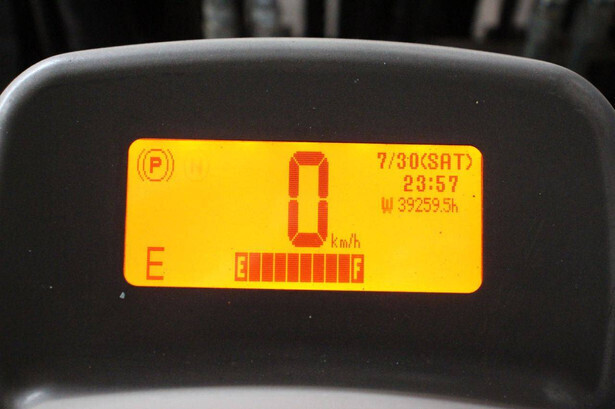 (P) N
0 km/h
7/30(SAT)
23:57
W 39259.5h
E
E F